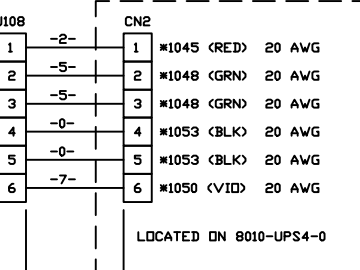 J108 CN2
1 -2- 1 *1045 (RED) 20 AWG
2 -5- 2 *1048 (GRN) 20 AWG
3 -5- 3 *1048 (GRN) 20 AWG
4 -0- 4 *1053 (BLK) 20 AWG
5 -0- 5 *1053 (BLK) 20 AWG
6 -7- 6 *1050 (VIO) 20 AWG
LOCATED ON 8010-UPS4-0